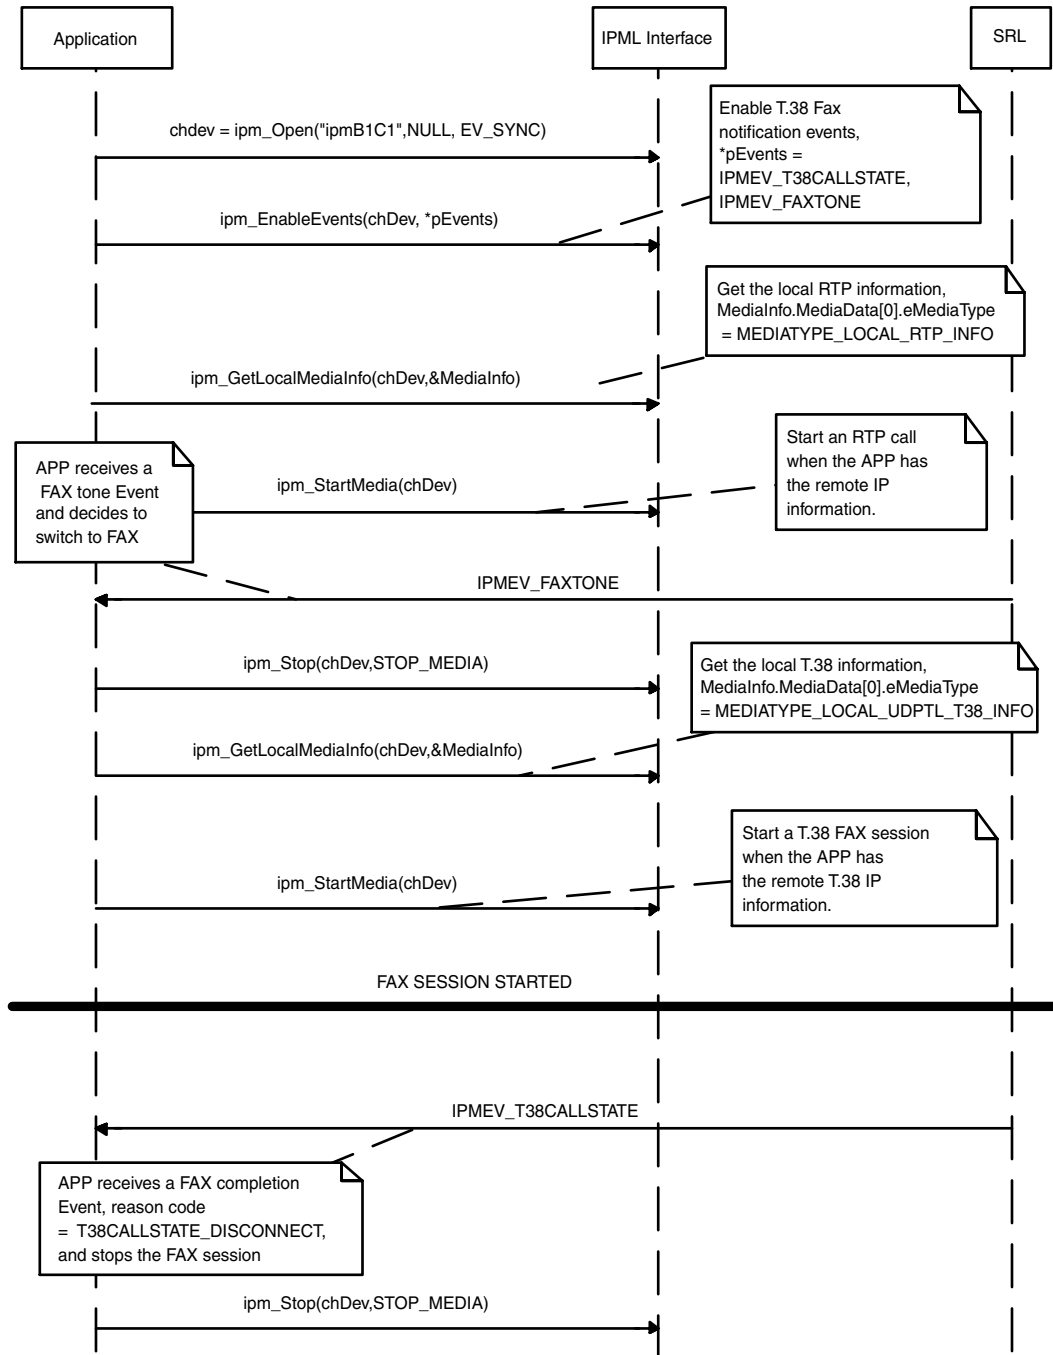 Application
IPML Interface
SRL
chdev = ipm_Open("ipmB1C1",NULL, EV_SYNC)
Enable T.38 Fax
notification events,
*pEvents =
IPMEV_T38CALLSTATE,
IPMEV_FAXTONE
ipm_EnableEvents(chDev, *pEvents)
Get the local RTP information,
MediaInfo.MediaData[0].eMediaType
= MEDIATYPE_LOCAL_RTP_INFO
ipm_GetLocalMediaInfo(chDev,&MediaInfo)
Start an RTP call
when the APP has
the remote IP
information.
APP receives a
FAX tone Event
and decides to
switch to FAX
ipm_StartMedia(chDev)
IPMEV_FAXTONE
ipm_Stop(chDev,STOP_MEDIA)
Get the local T.38 information,
MediaInfo.MediaData[0].eMediaType
= MEDIATYPE_LOCAL_UDPTL_T38_INFO
ipm_GetLocalMediaInfo(chDev,&MediaInfo)
Start a T.38 FAX session
when the APP has
the remote T.38 IP
information.
ipm_StartMedia(chDev)
FAX SESSION STARTED
IPMEV_T38CALLSTATE
APP receives a FAX completion
Event, reason code
= T38CALLSTATE_DISCONNECT,
and stops the FAX session
ipm_Stop(chDev,STOP_MEDIA)